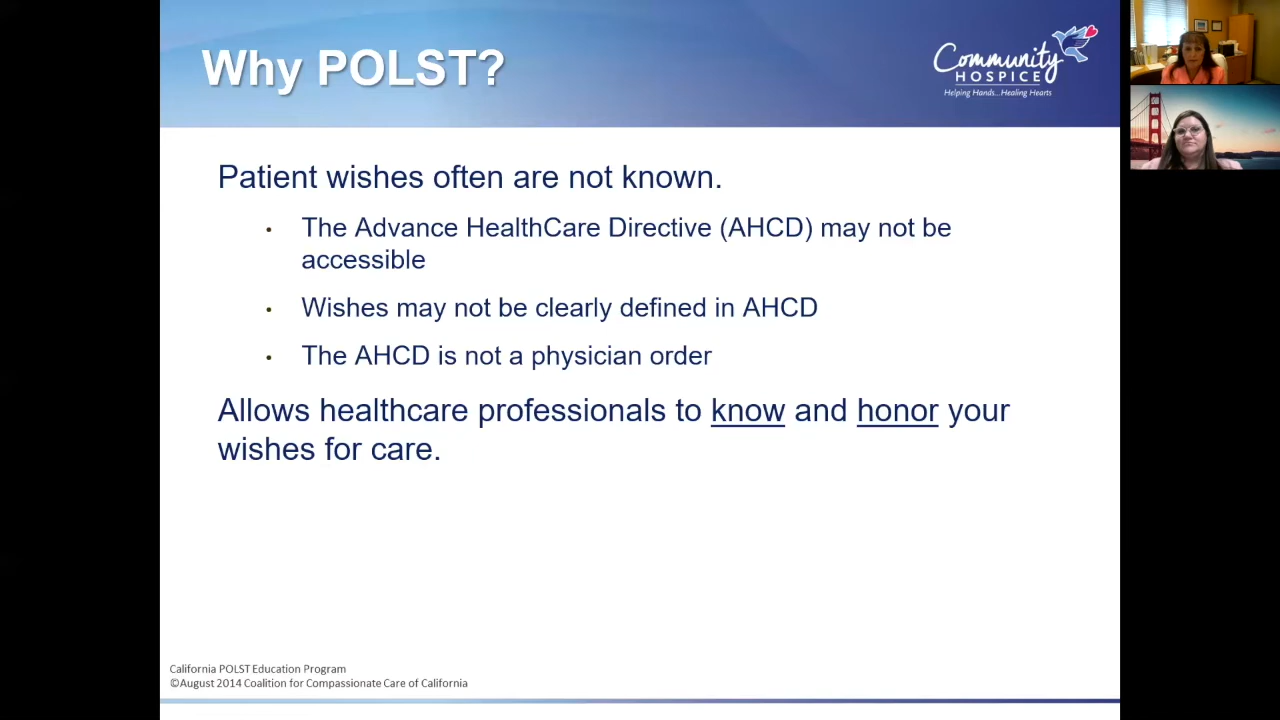 Why POLST?
Community
HOSPICE
Helping Hands...Healing Hearts
Patient wishes often are not known.
• The Advance HealthCare Directive (AHCD) may not be
accessible
• Wishes may not be clearly defined in AHCD
• The AHCD is not a physician order
Allows healthcare professionals to know and honor your
wishes for care.
California POLST Education Program
©August 2014 Coalition for Compassionate Care of California